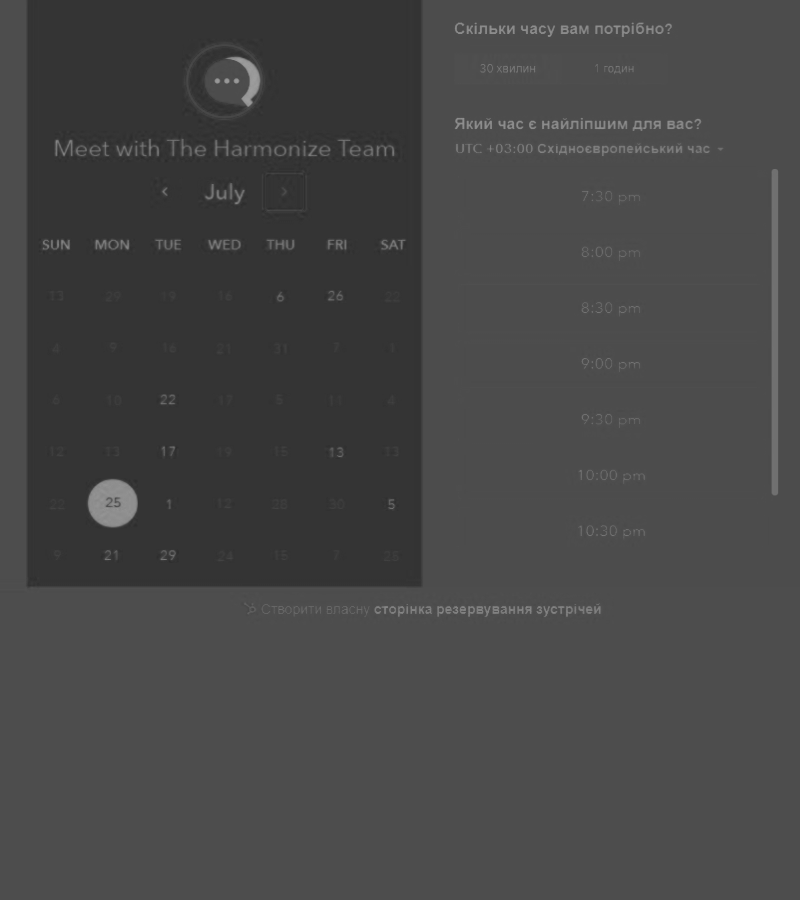 Meet with The Harmonize Team
July
SUN MON TUE WED THU FRI SAT
13 29 19 16 6 26 22
4 9 16 21 31 7 1
6 10 22 17 5 11 4
12 13 17 19 15 13 13
22 25 1 12 28 30 5
9 21 29 24 15 7 28
Скільки часу вам потрібно?
30 хвилин 1 годин
Який час є найліпшим для вас?
UTC +03:00 Східноєвропейський час
7:30 pm
8:00 pm
8:30 pm
9:00 pm
9:30 pm
10:00 pm
10:30 pm
Створити власну сторінка резервування зустрічей